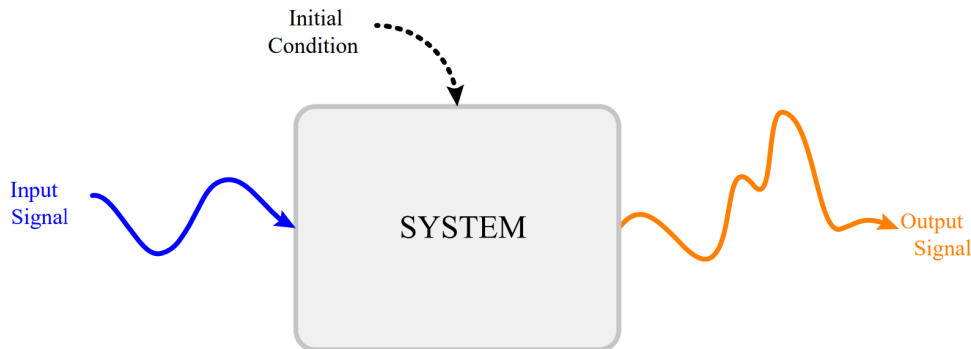 Initial
Condition
Input
Signal
SYSTEM
Output
Signal